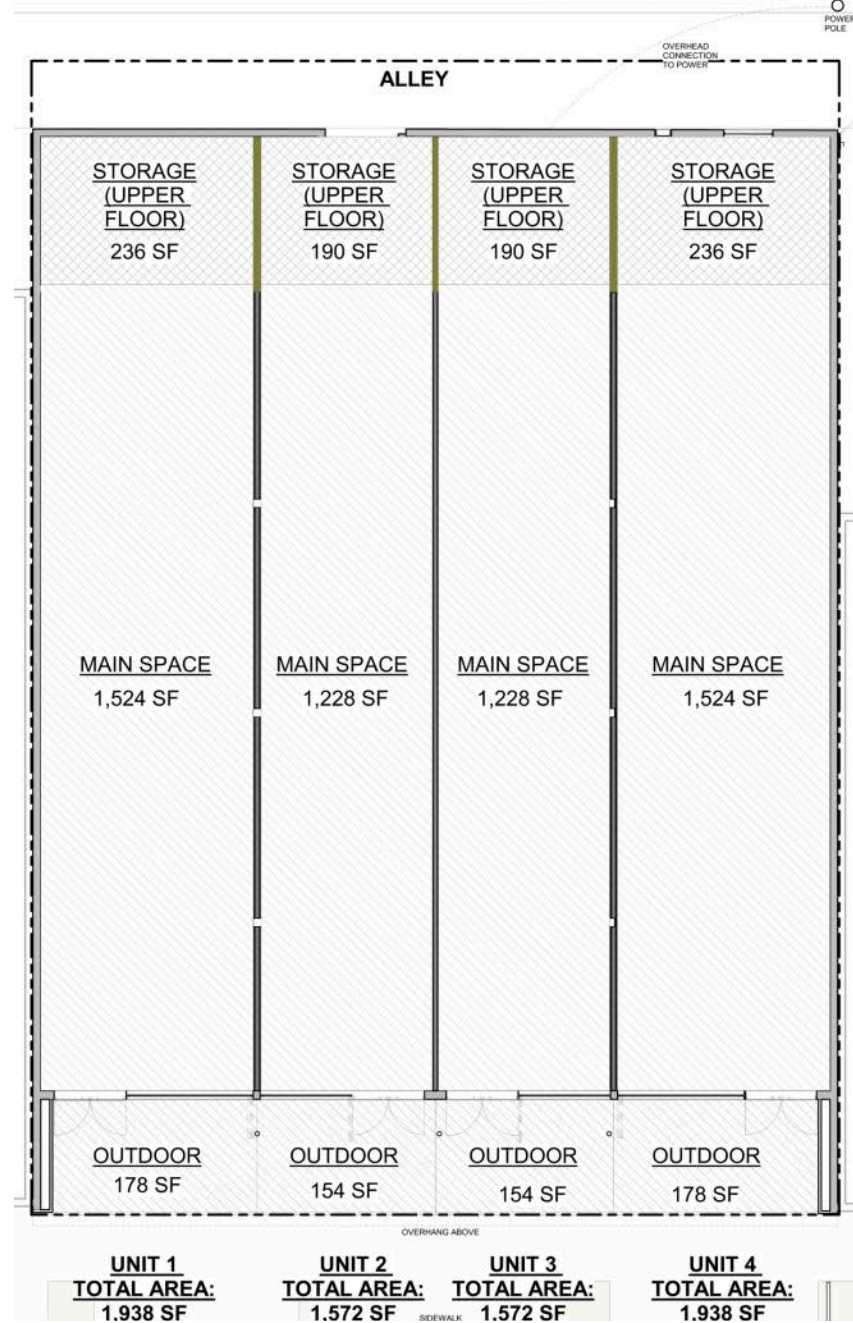 POWER
POLE
OVERHEAD
CONNECTION
TO POWER
ALLEY
STORAGE
(UPPER
FLOOR)
236 SF
STORAGE
(UPPER
FLOOR)
190 SF
STORAGE
(UPPER
FLOOR)
190 SF
STORAGE
(UPPER
FLOOR)
236 SF
MAIN SPACE
1,524 SF
MAIN SPACE
1,228 SF
MAIN SPACE
1,228 SF
MAIN SPACE
1,524 SF
OUTDOOR
178 SF
OUTDOOR
154 SF
OUTDOOR
154 SF
OUTDOOR
178 SF
OVERHANG ABOVE
UNIT 1
TOTAL AREA:
1,938 SF
UNIT 2
TOTAL AREA:
1,572 SF
SIDEWALK
UNIT 3
TOTAL AREA:
1,572 SF
UNIT 4
TOTAL AREA:
1,938 SF